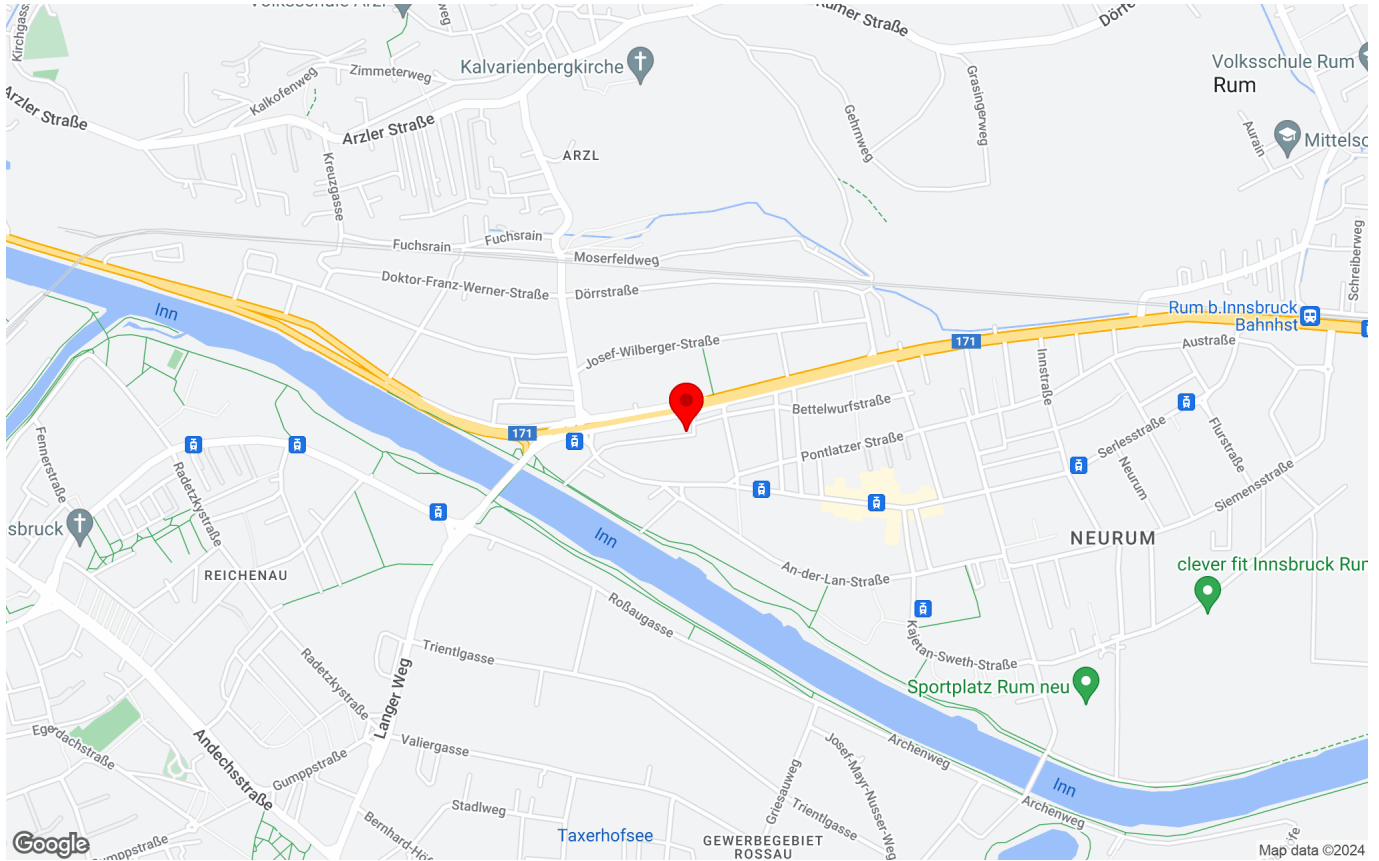 Volksschule Arzl
Rumer Straße
Kirchgass
Zimmeterweg
Kalvarienbergkirche
Volksschule Rum
Rum
Kalkofenweg
Grasingerweg
Arzler Straße
Arzler Straße
Gehrnweg
Aurain
ARZL
Kreuzgasse
Fuchsrain
Fuchsrain
Moserfeldweg
Schreiberweg
Doktor-Franz-Werner-Straße
Dörrstraße
Inn
Rum b.Innsbruck
Bahnhst
Josef-Wilberger-Straße
171
Austraße
Innstraße
Bettelwurfstraße
171
Pontlatzer Straße
Serlesstraße
Flurstraße
Fennerstraße
Radetzkystraße
Neurum
Siemensstraße
sbruck
Inn
NEURUM
REICHENAU
An-der-Lan-Straße
clever fit Innsbruck Rum
Roßaugasse
Trientlgasse
Kajetan-Sweth-Straße
Radetzkystraße
Langer Weg
Sportplatz Rum neu
Egerdachstraße
Andechsstraße
Valiergasse
Archenweg
Gumppstraße
Josef-Mayr-Nusser-Weg
Griesauweg
Inn
Stadlweg
Trientlgasse
Archenweg
Bernhard-Hö
Taxerhofsee
GEWERBEGEBIET
ROSSAU
Gumppstraße
Google
Map data ©2024